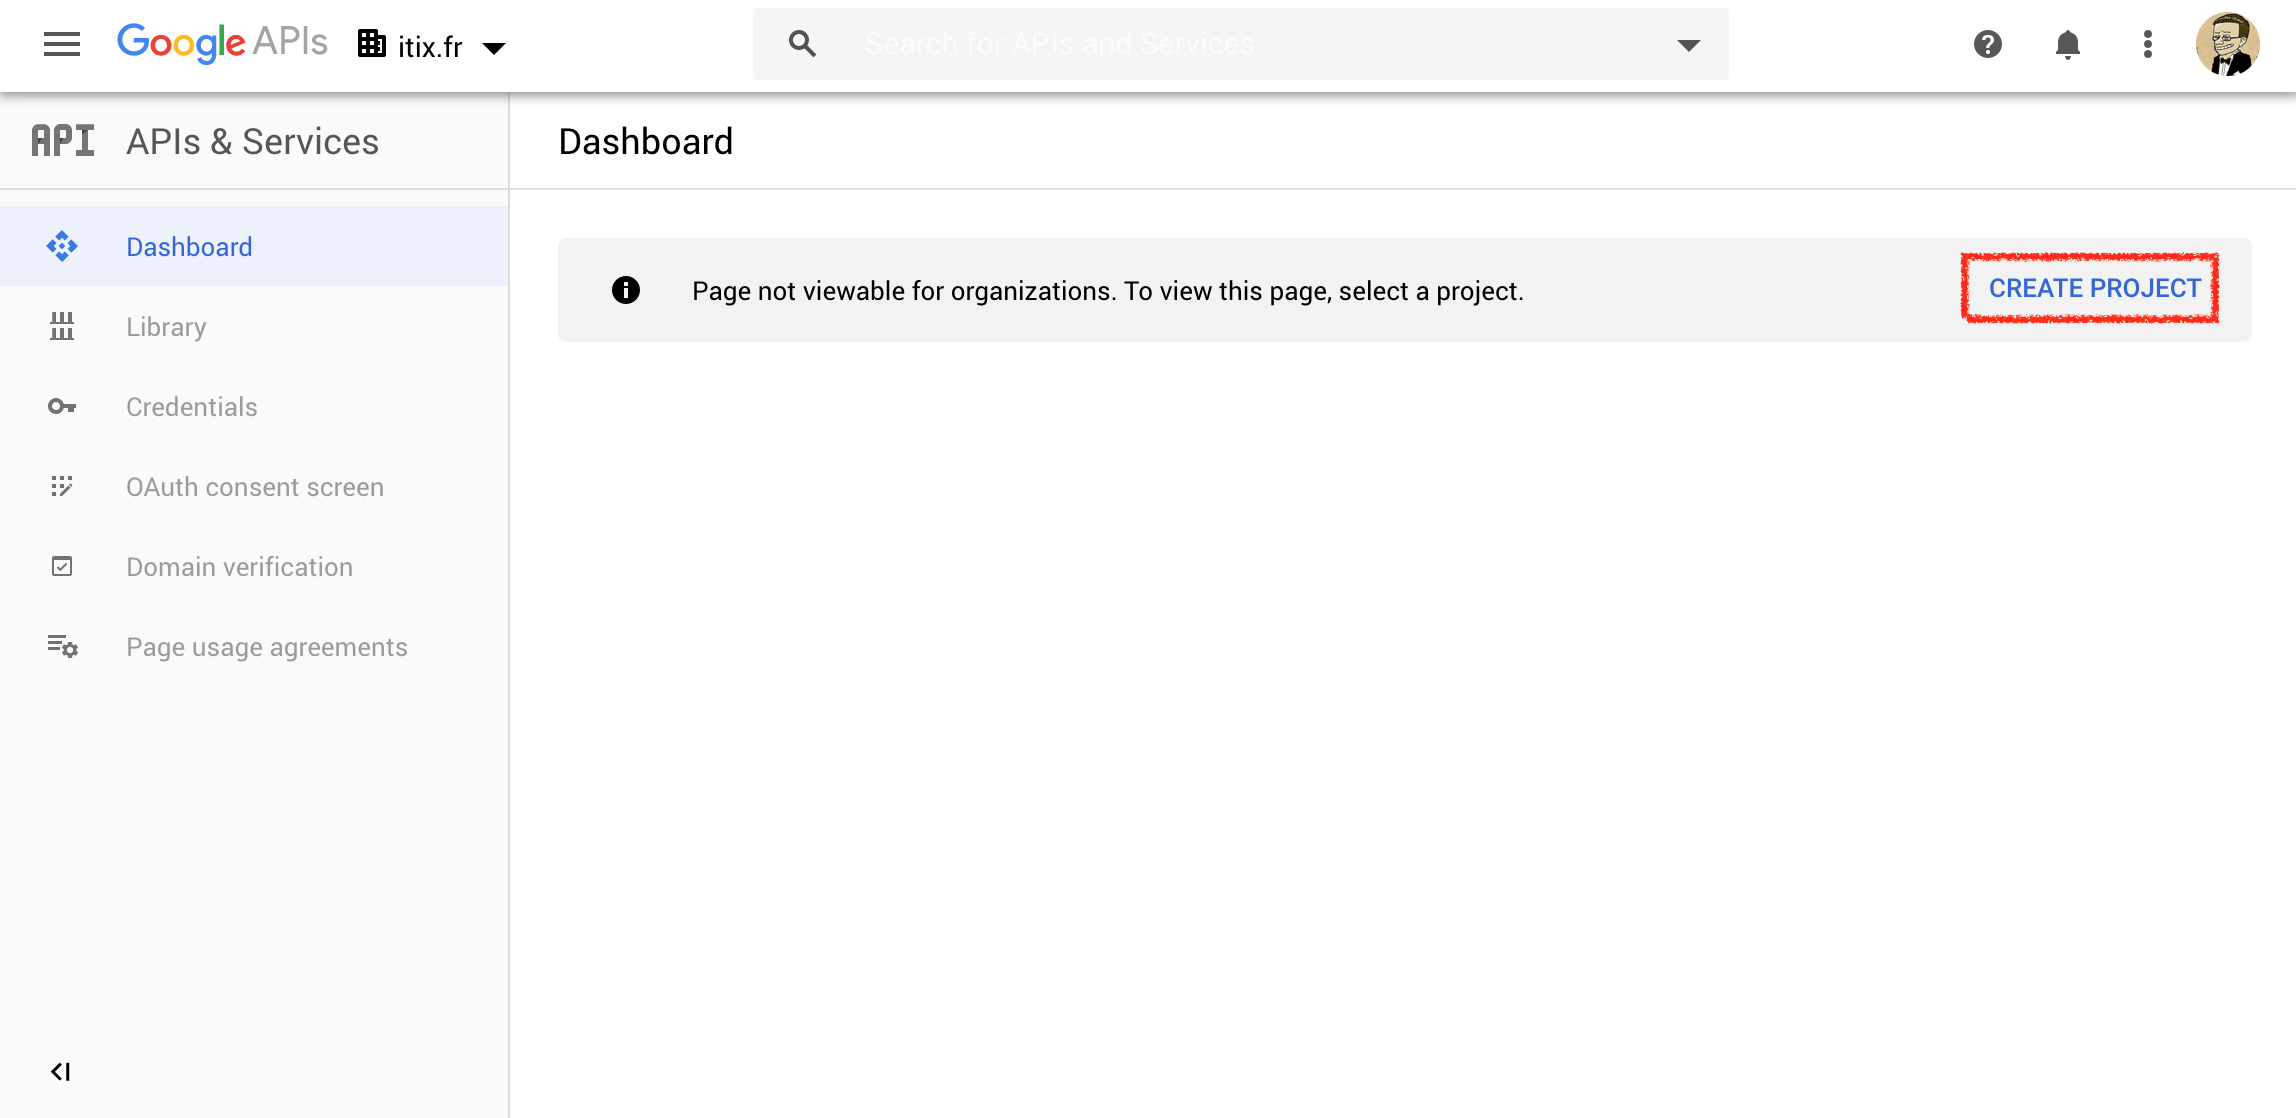 Google APIs
itix.fr
Search for APIs and Services
API APIs & Services
Dashboard
Dashboard
Library
Credentials
OAuth consent screen
Domain verification
Page usage agreements
Page not viewable for organizations. To view this page, select a project.
CREATE PROJECT